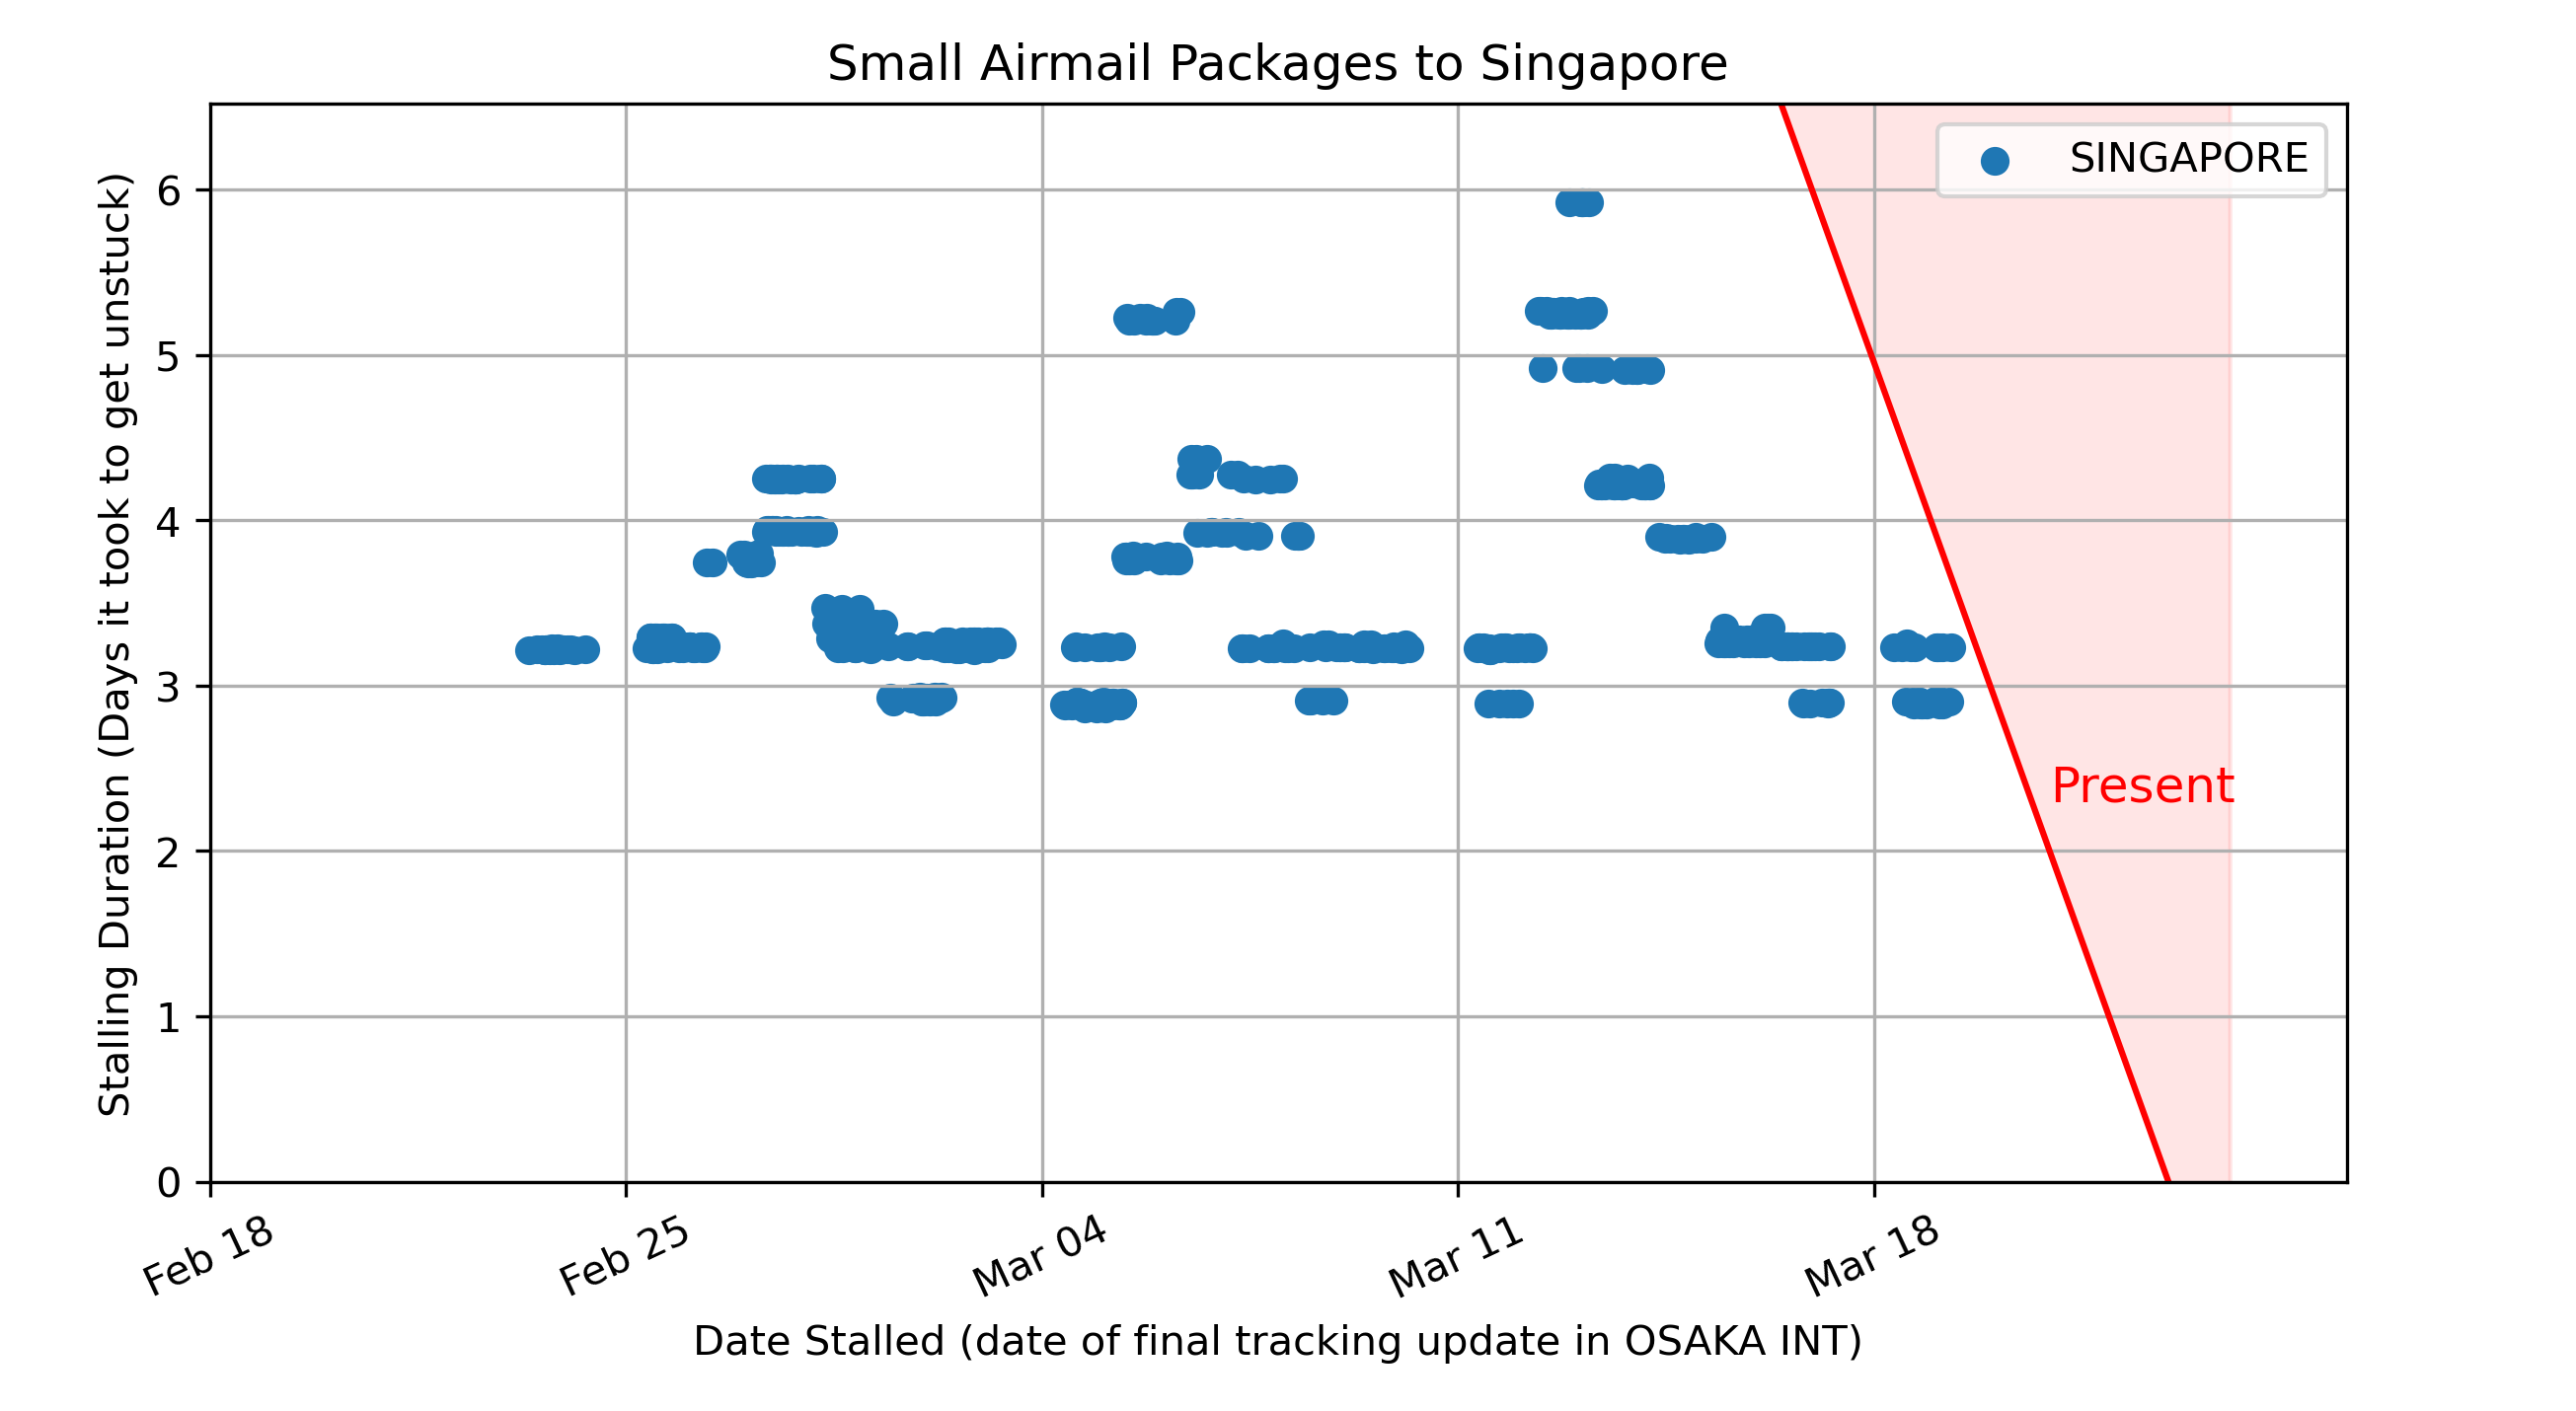 Small Airmail Packages to Singapore
SINGAPORE
Stalling Duration (Days it took to get unstuck)
6
5
4
3
2
1
0
Present
Feb 18
Feb 25
Mar 04
Mar 11
Mar 18
Date Stalled (date of final tracking update in OSAKA INT)